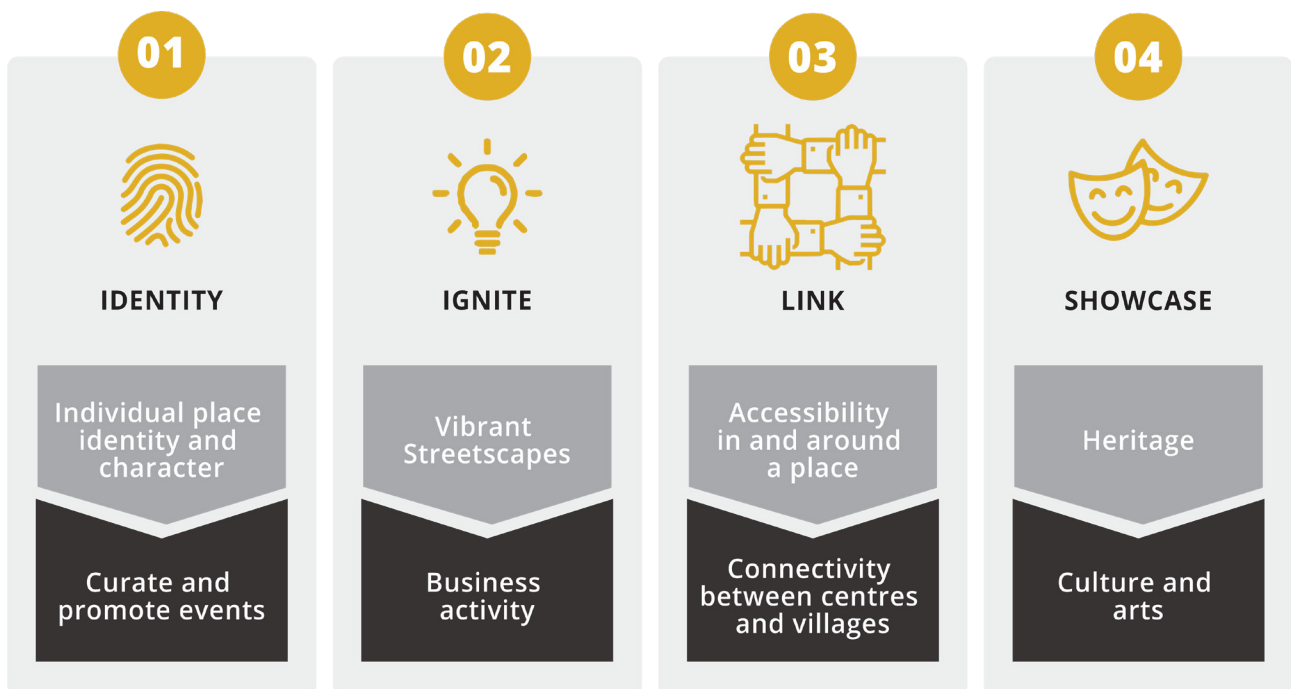 01
IDENTITY
Individual place
identity and
character
Curate and
promote events
02
IGNITE
Vibrant
Streetscapes
Business
activity
03
LINK
Accessibility
in and around
a place
Connectivity
between centres
and villages
04
SHOWCASE
Heritage
Culture and
arts